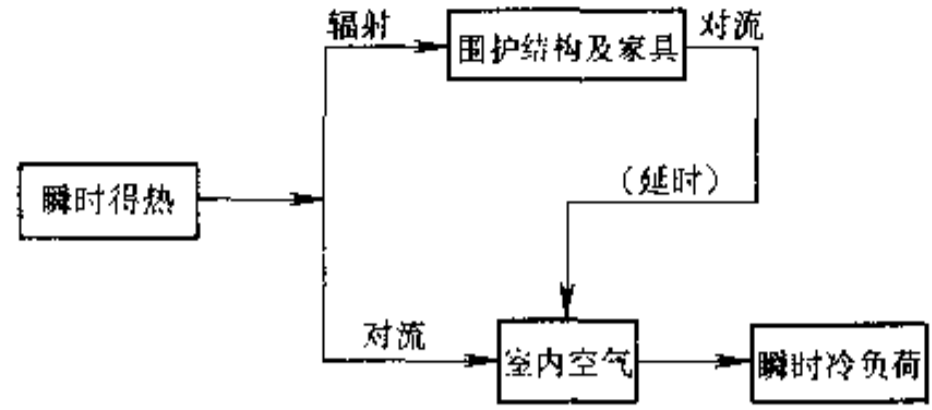 辐射
围护结构及家具
对流
瞬时得热
(延时)
对流
室内空气
瞬时冷负荷